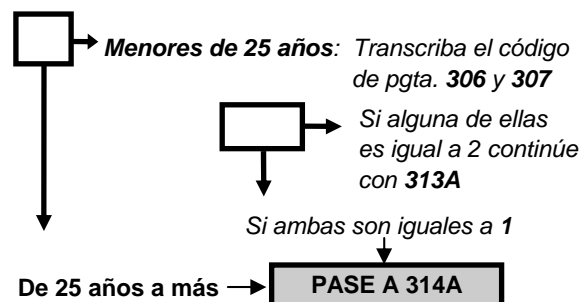 Menores de 25 años: Transcriba el código
de pgta. 306 y 307
Si alguna de ellas
es igual a 2 continúe
con 313A
Si ambas son iguales a 1
De 25 años a más PASE A 314A